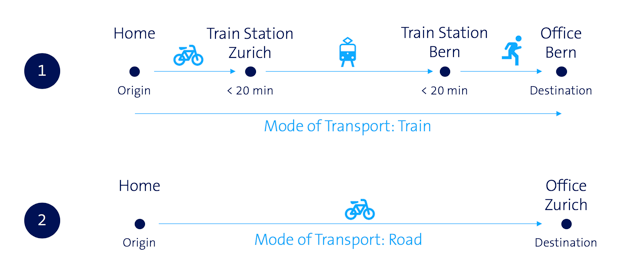 1
Home
Train Station
Zurich
Train Station
Bern
Office
Bern
Origin
< 20 min
< 20 min
Destination
Mode of Transport: Train
2
Home
Office
Zurich
Origin
Mode of Transport: Road
Destination